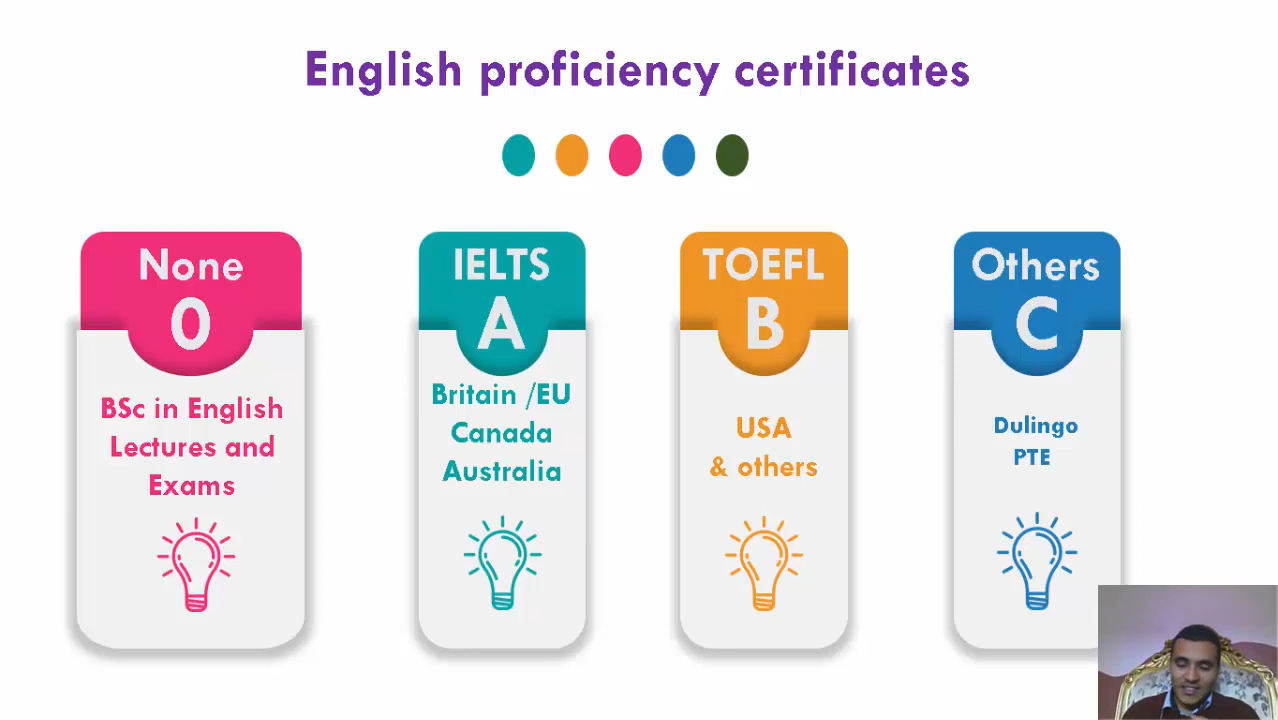 English proficiency certificates
None
0
BSc in English
Lectures and
Exams
IELTS
A
Britain /EU
Canada
Australia
TOEFL
B
USA
& others
Others
C
Dulingo
PTE